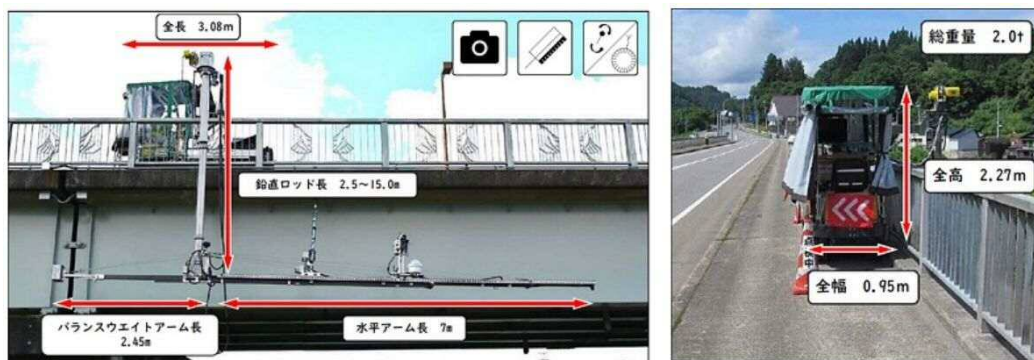 全長 3.08m
鉛直ロッド長 2.5~15.0m
バランスウエイトアーム長
2.45m
水平アーム長 7m
総重量 2.0t
全高 2.27m
全幅 0.95m